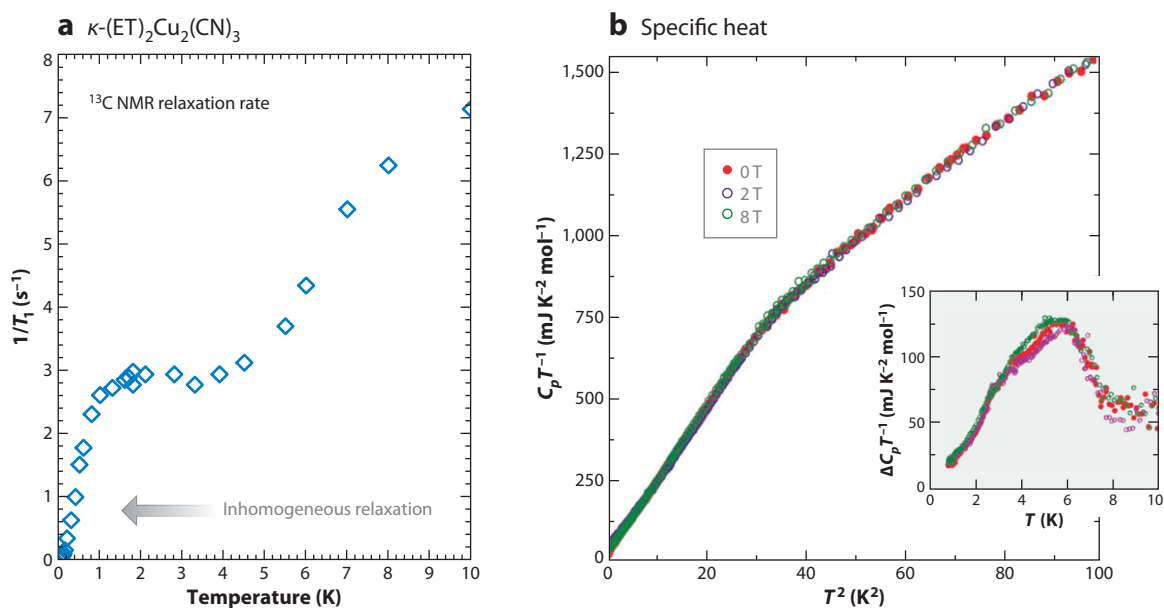 a κ-(ET)₂Cu₂(CN)₃
8
7
6
5
4
3
2
1
0
1/T₁ (s⁻¹)
¹³C NMR relaxation rate
Inhomogeneous relaxation
0 1 2 3 4 5 6 7 8 9 10
Temperature (K)
b Specific heat
1,500
1,250
1,000
750
500
250
0
CₚT⁻¹ (mJ K⁻² mol⁻¹)
0 T
2 T
8 T
0 20 40 60 80 100
T² (K²)
150
100
50
0
ΔCₚT⁻¹ (mJ K⁻² mol⁻¹)
0 2 4 6 8 10
T (K)